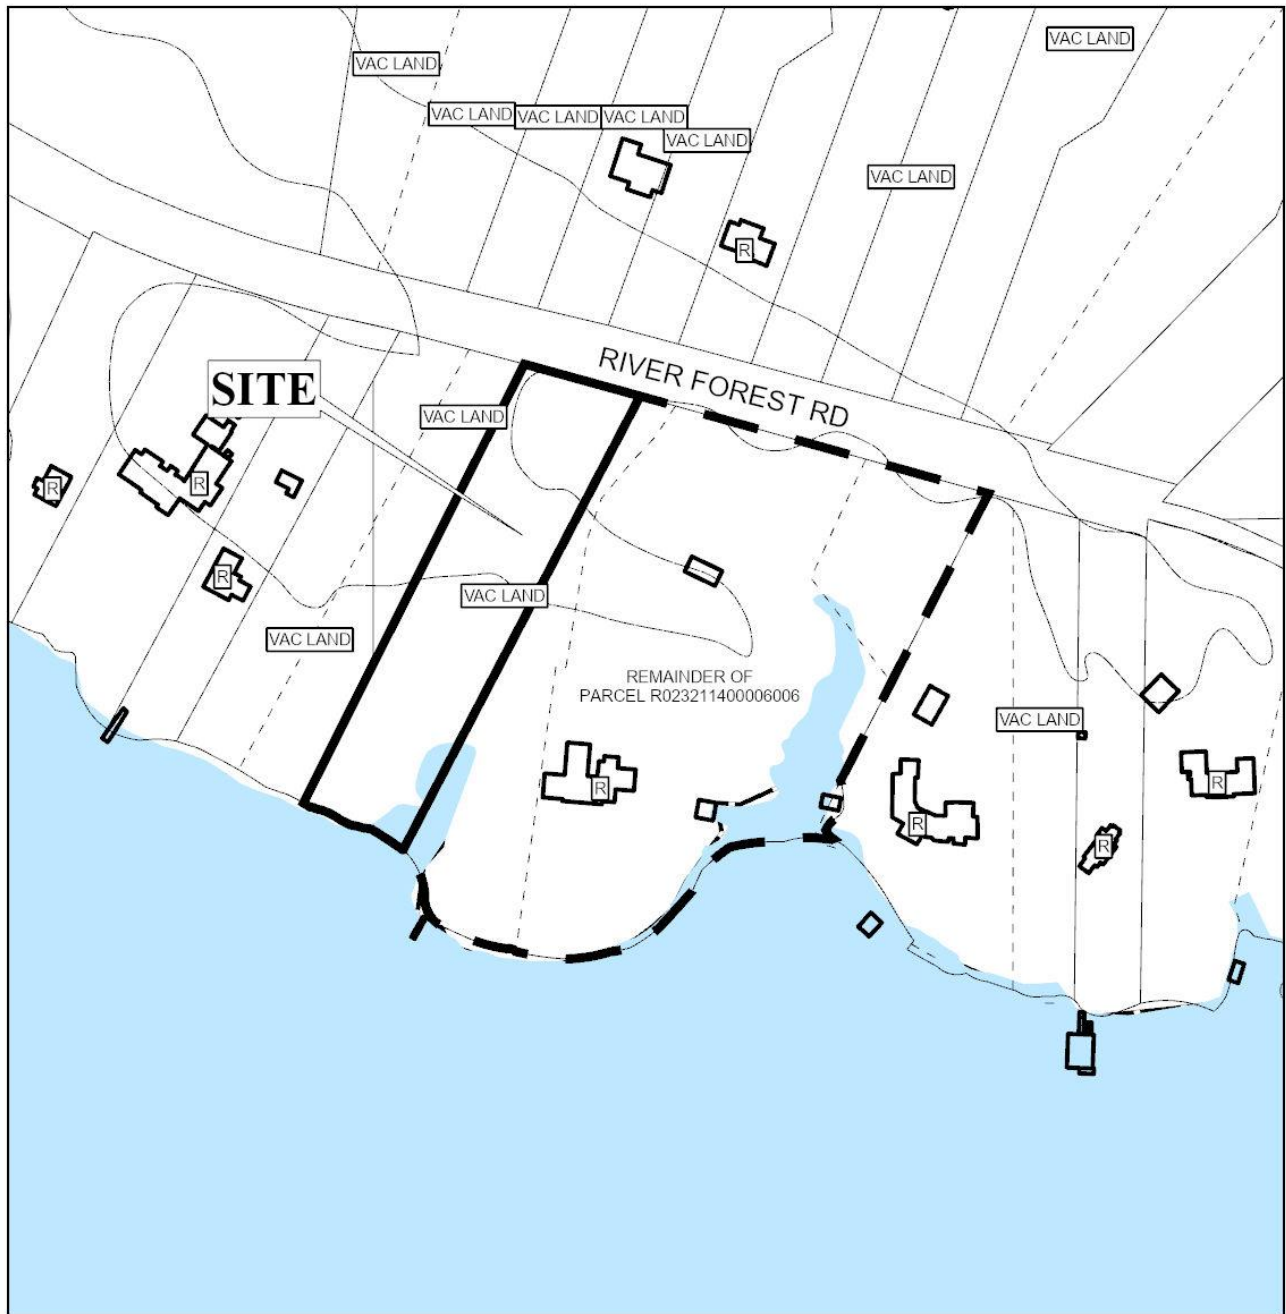 VAC LAND
VAC LAND
VAC LAND
VAC LAND
VAC LAND
VAC LAND
VAC LAND
R
RIVER FOREST RD
SITE
VAC LAND
R
R
R
VAC LAND
VAC LAND
REMAINDER OF
PARCEL R023211400006006
VAC LAND
R
R
R
R